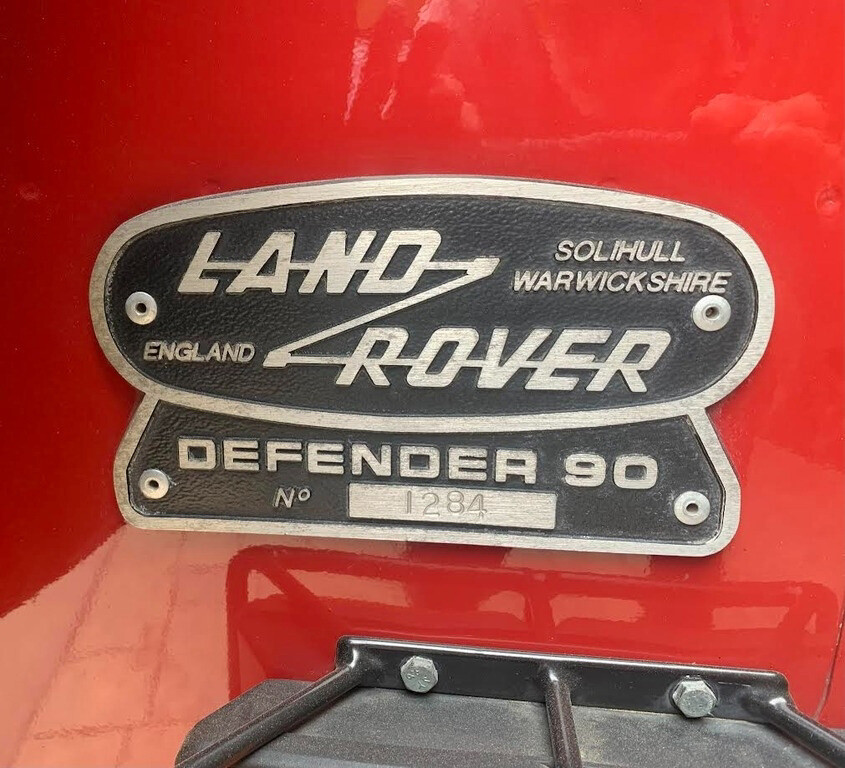 LAND
SOLIHULL
WARWICKSHIRE
ENGLAND
ROVER
DEFENDER 90
Nº 1284